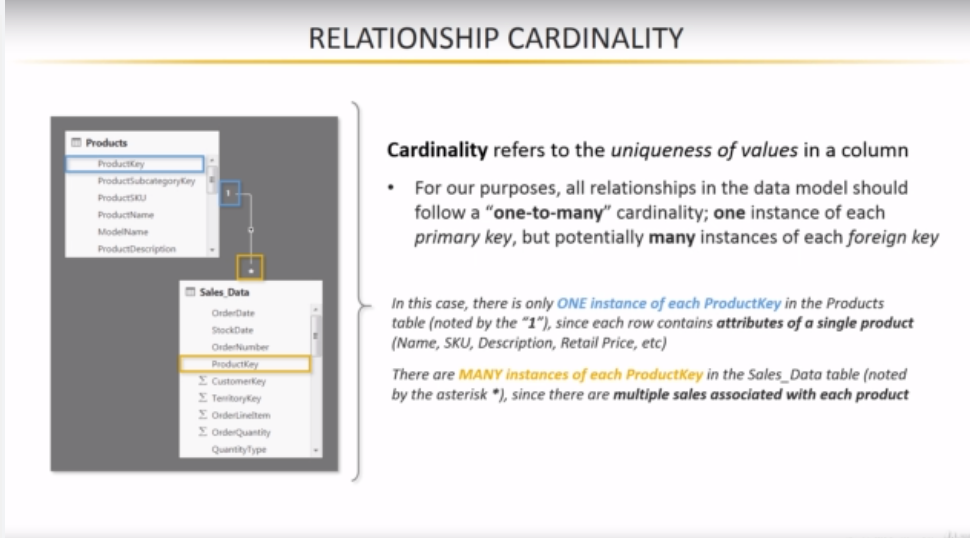 RELATIONSHIP CARDINALITY
Products
ProductKey
ProductSubcategoryKey
ProductSKU
ProductName
ModelName
ProductDescription
1
*
Sales_Data
OrderDate
StockDate
OrderNumber
ProductKey
Σ CustomerKey
Σ TerritoryKey
Σ OrderLineItem
Σ OrderQuantity
QuantityType
Cardinality refers to the uniqueness of values in a column
• For our purposes, all relationships in the data model should
follow a “one-to-many” cardinality; one instance of each
primary key, but potentially many instances of each foreign key
In this case, there is only ONE instance of each ProductKey in the Products
table (noted by the “1”), since each row contains attributes of a single product
(Name, SKU, Description, Retail Price, etc)
There are MANY instances of each ProductKey in the Sales_Data table (noted
by the asterisk *), since there are multiple sales associated with each product